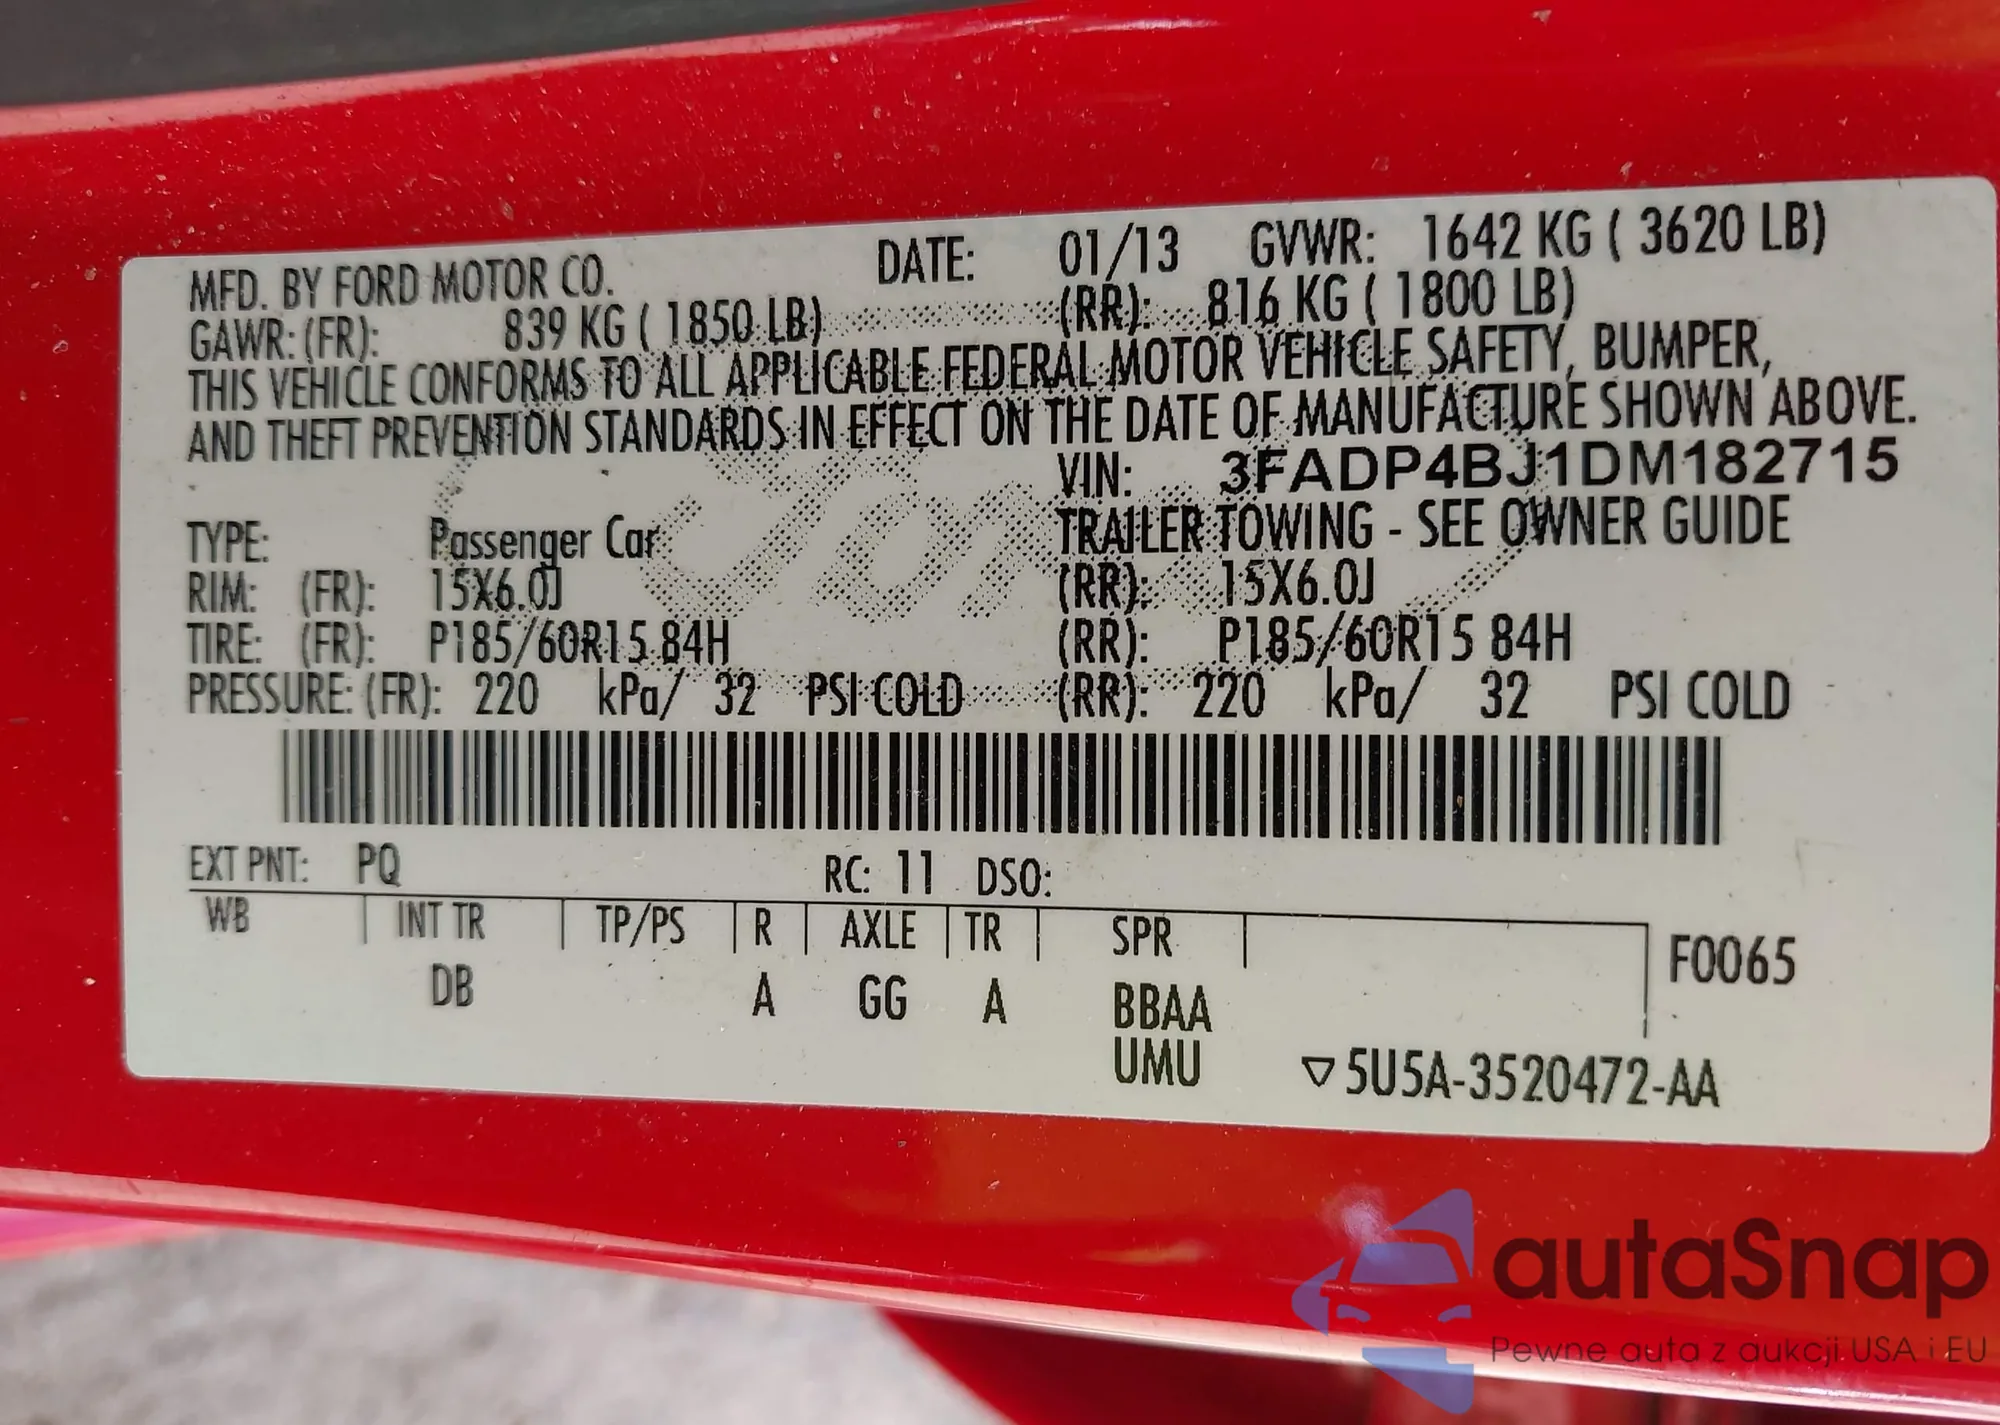 MFD. BY FORD MOTOR CO. DATE: 01/13 GVWR: 1642 KG ( 3620 LB)
GAWR: (FR): 839 KG ( 1850 LB) (RR): 816 KG ( 1800 LB)
THIS VEHICLE CONFORMS TO ALL APPLICABLE FEDERAL MOTOR VEHICLE SAFETY, BUMPER,
AND THEFT PREVENTION STANDARDS IN EFFECT ON THE DATE OF MANUFACTURE SHOWN ABOVE.
VIN: 3FADP4BJ1DM182715
TYPE: Passenger Car TRAILER TOWING - SEE OWNER GUIDE
RIM: (FR): 15X6.0J (RR): 15X6.0J
TIRE: (FR): P185/60R15 84H (RR): P185/60R15 84H
PRESSURE: (FR): 220 kPa/ 32 PSI COLD (RR): 220 kPa/ 32 PSI COLD
EXT PNT: PQ RC: 11 DSO:
WB INT TR TP/PS R AXLE TR SPR F0065
DB A GG A BBAA
UMU ▽5U5A-3520472-AA
Ford
autaSnap
Pewne auta z aukcji USA i EU